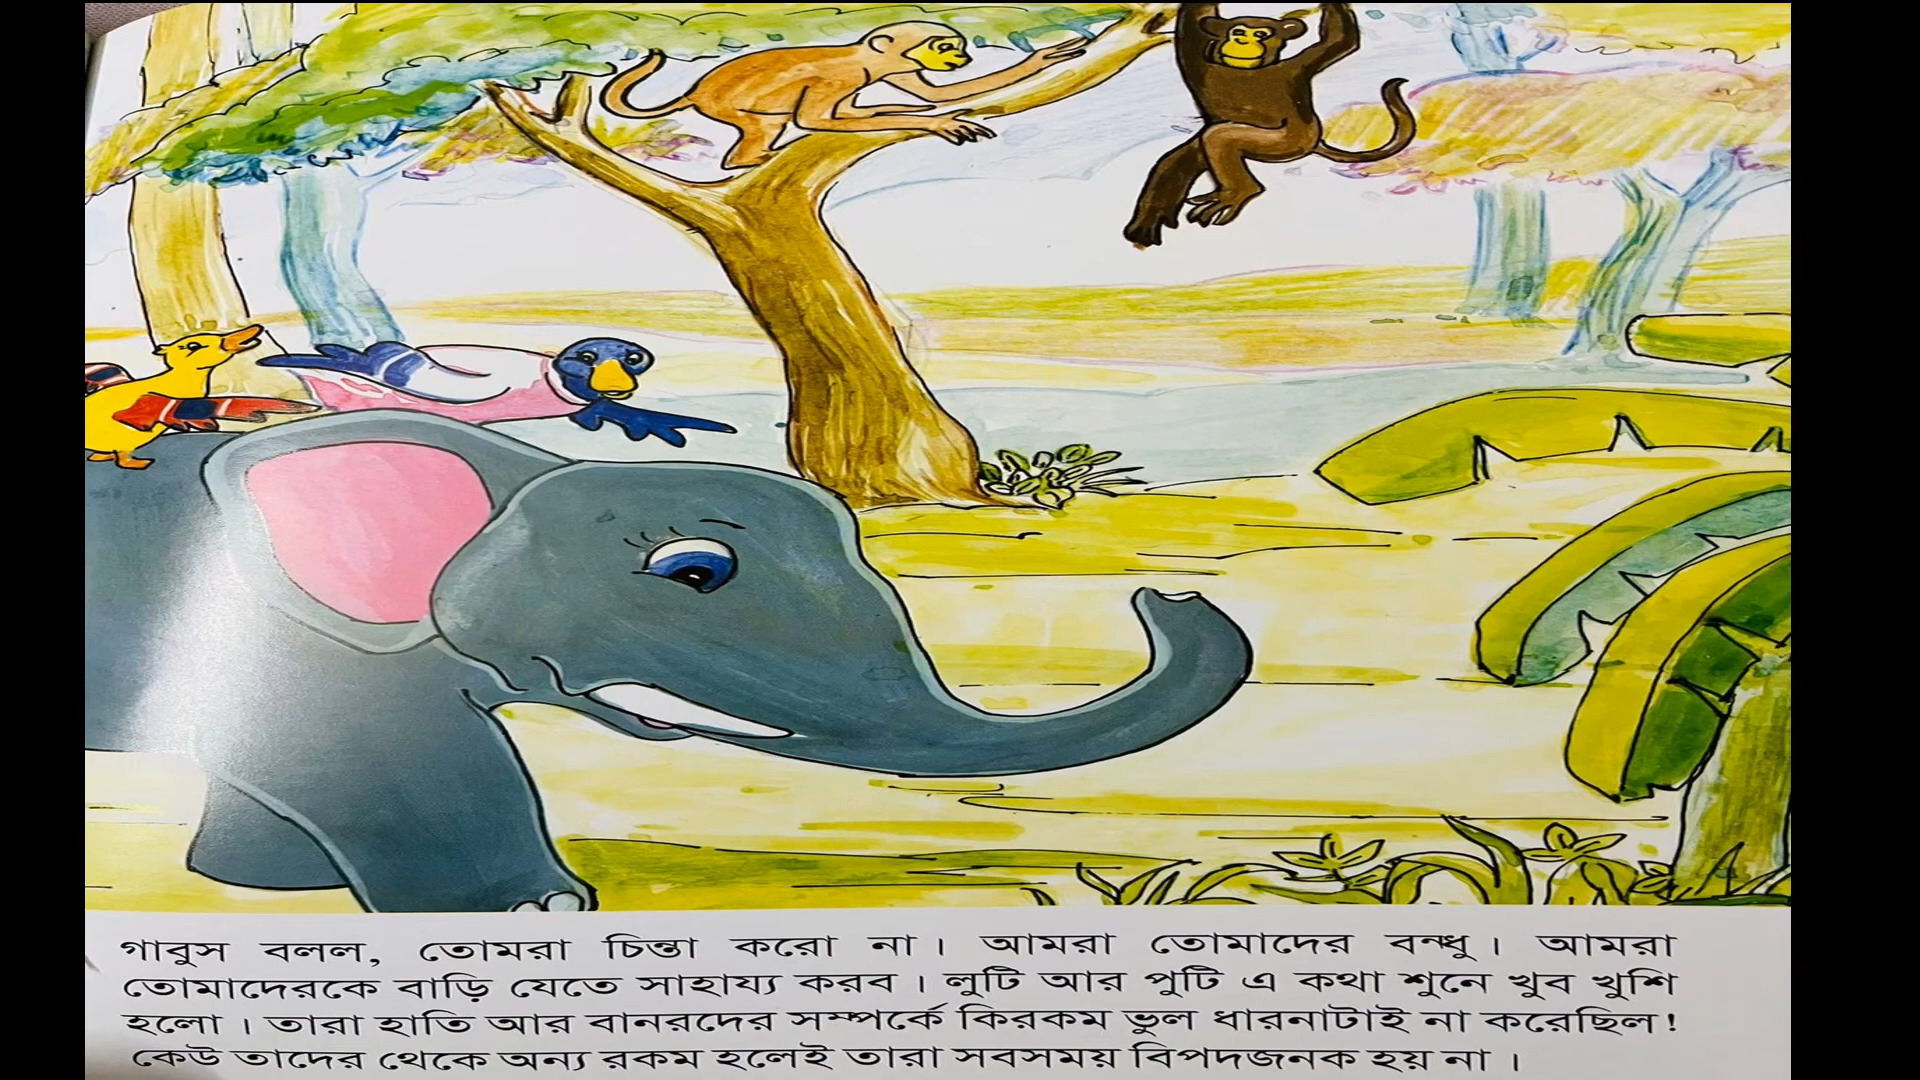 গাবুস বলল, তোমরা চিন্তা করো না। আমরা তোমাদের বন্ধু। আমরা
তোমাদেরকে বাড়ি যেতে সাহায্য করব। লুটি আর পুটি এ কথা শুনে খুব খুশি
হলো। তারা হাতি আর বানরদের সম্পর্কে কিরকম ভুল ধারনাটাই না করেছিল!
কেউ তাদের থেকে অন্য রকম হলেই তারা সবসময় বিপদজনক হয় না।